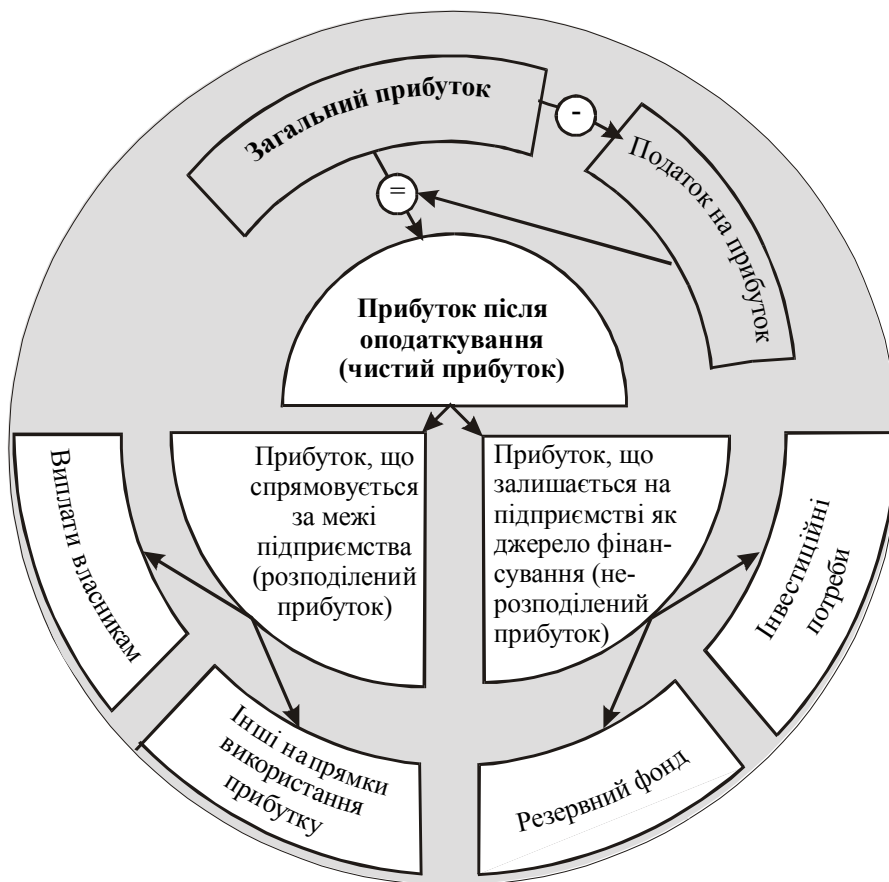 Загальний прибуток
-
Податок на прибуток
=
Прибуток після
оподаткування
(чистий прибуток)
Виплати власникам
Прибуток, що
спрямовується
за межі
підприємства
(розподілений
прибуток)
Прибуток, що
залишається на
підприємстві як
джерело фінан-
сування (не-
розподілений
прибуток)
Інвестиційні
потреби
Інші напрямки
використання
прибутку
Резервний фонд